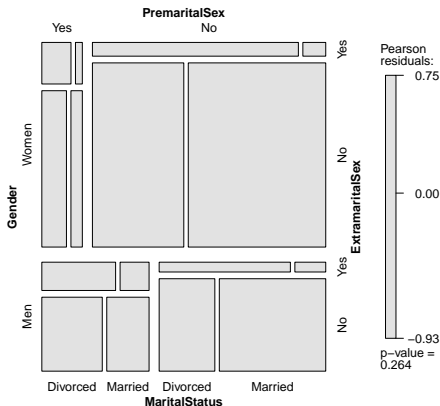 PremaritalSex
Yes No
Gender
Women
Men
Yes
No
Yes
No
ExtramaritalSex
Divorced Married Divorced Married
MaritalStatus
Pearson
residuals:
0.75
0.00
−0.93
p−value =
0.264